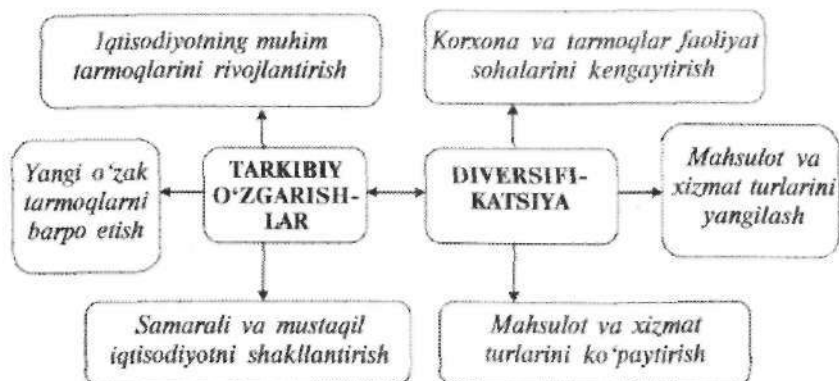 Iqtisodiyotning muhim
tarmoqlarini rivojlantirish
Korxona va tarmoqlar faoliyat
sohalarini kengaytirish
Yangi o‘zak
tarmoqlarni
barpo etish
TARKIBIY
O‘ZGARISH-
LAR
DIVERSIFI-
KATSIYA
Mahsulot va
xizmat turlarini
yangilash
Samarali va mustaqil
iqtisodiyotni shakllantirish
Mahsulot va xizmat
turlarini ko‘paytirish